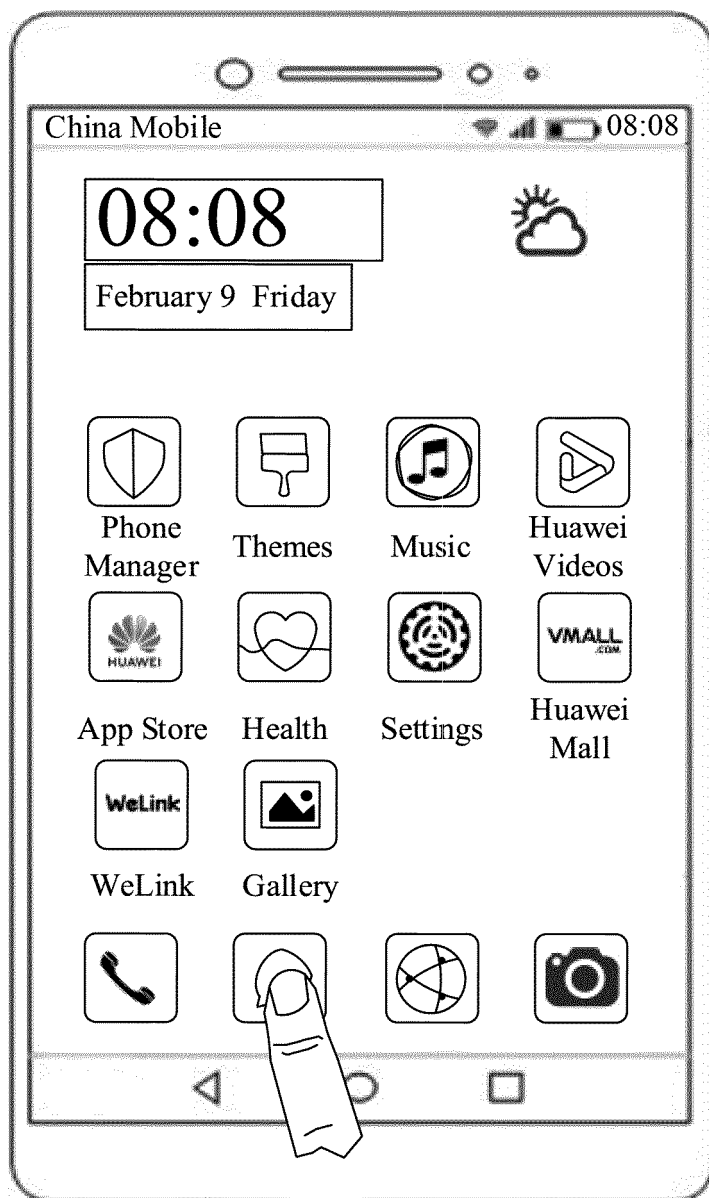 China Mobile 08:08
08:08
February 9 Friday
Phone Manager
Themes
Music
Huawei Videos
HUAWEI
VMALL
.COM
App Store
Health
Settings
Huawei Mall
WeLink
WeLink
Gallery